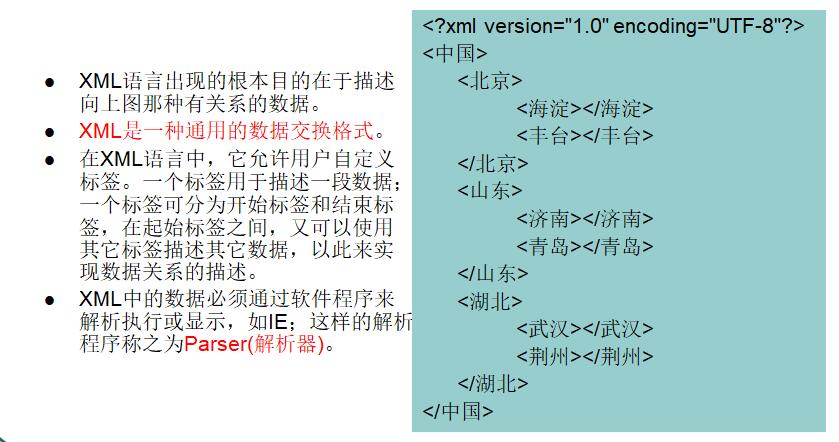 ● XML语言出现的根本目的在于描述
向上图那种有关系的数据。
● XML是一种通用的数据交换格式。
● 在XML语言中，它允许用户自定义
标签。一个标签用于描述一段数据；
一个标签可分为开始标签和结束标
签，在起始标签之间，又可以使用
其它标签描述其它数据，以此来实
现数据关系的描述。
● XML中的数据必须通过软件程序来
解析执行或显示，如IE；这样的解析
程序称之为Parser(解析器)。
<?xml version="1.0" encoding="UTF-8"?>
<中国>
<北京>
<海淀></海淀>
<丰台></丰台>
</北京>
<山东>
<济南></济南>
<青岛></青岛>
</山东>
<湖北>
<武汉></武汉>
<荆州></荆州>
</湖北>
</中国>